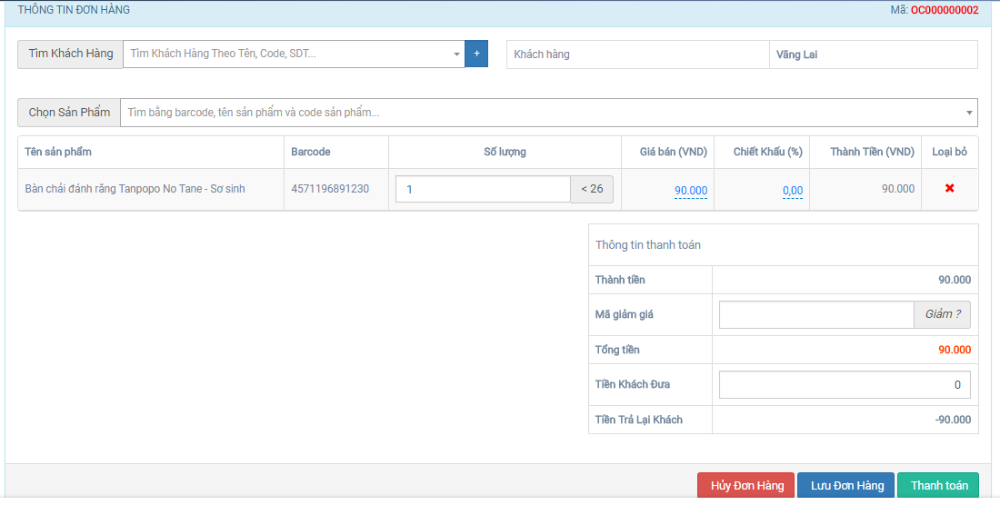 THÔNG TIN ĐƠN HÀNG Mã: OC000000002
Tìm Khách Hàng Tìm Khách Hàng Theo Tên, Code, SDT... + Khách hàng Vãng Lai
Chọn Sản Phẩm Tìm bằng barcode, tên sản phẩm và code sản phẩm...
Tên sản phẩm Barcode Số lượng Giá bán (VND) Chiết Khấu (%) Thành Tiền (VND) Loại bỏ
Bàn chải đánh răng Tanpopo No Tane - Sơ sinh 4571196891230 1 < 26 90.000 0,00 90.000
Thông tin thanh toán
Thành tiền 90.000
Mã giảm giá Giảm ?
Tổng tiền 90.000
Tiền Khách Đưa 0
Tiền Trả Lại Khách -90.000
Hủy Đơn Hàng Lưu Đơn Hàng Thanh toán